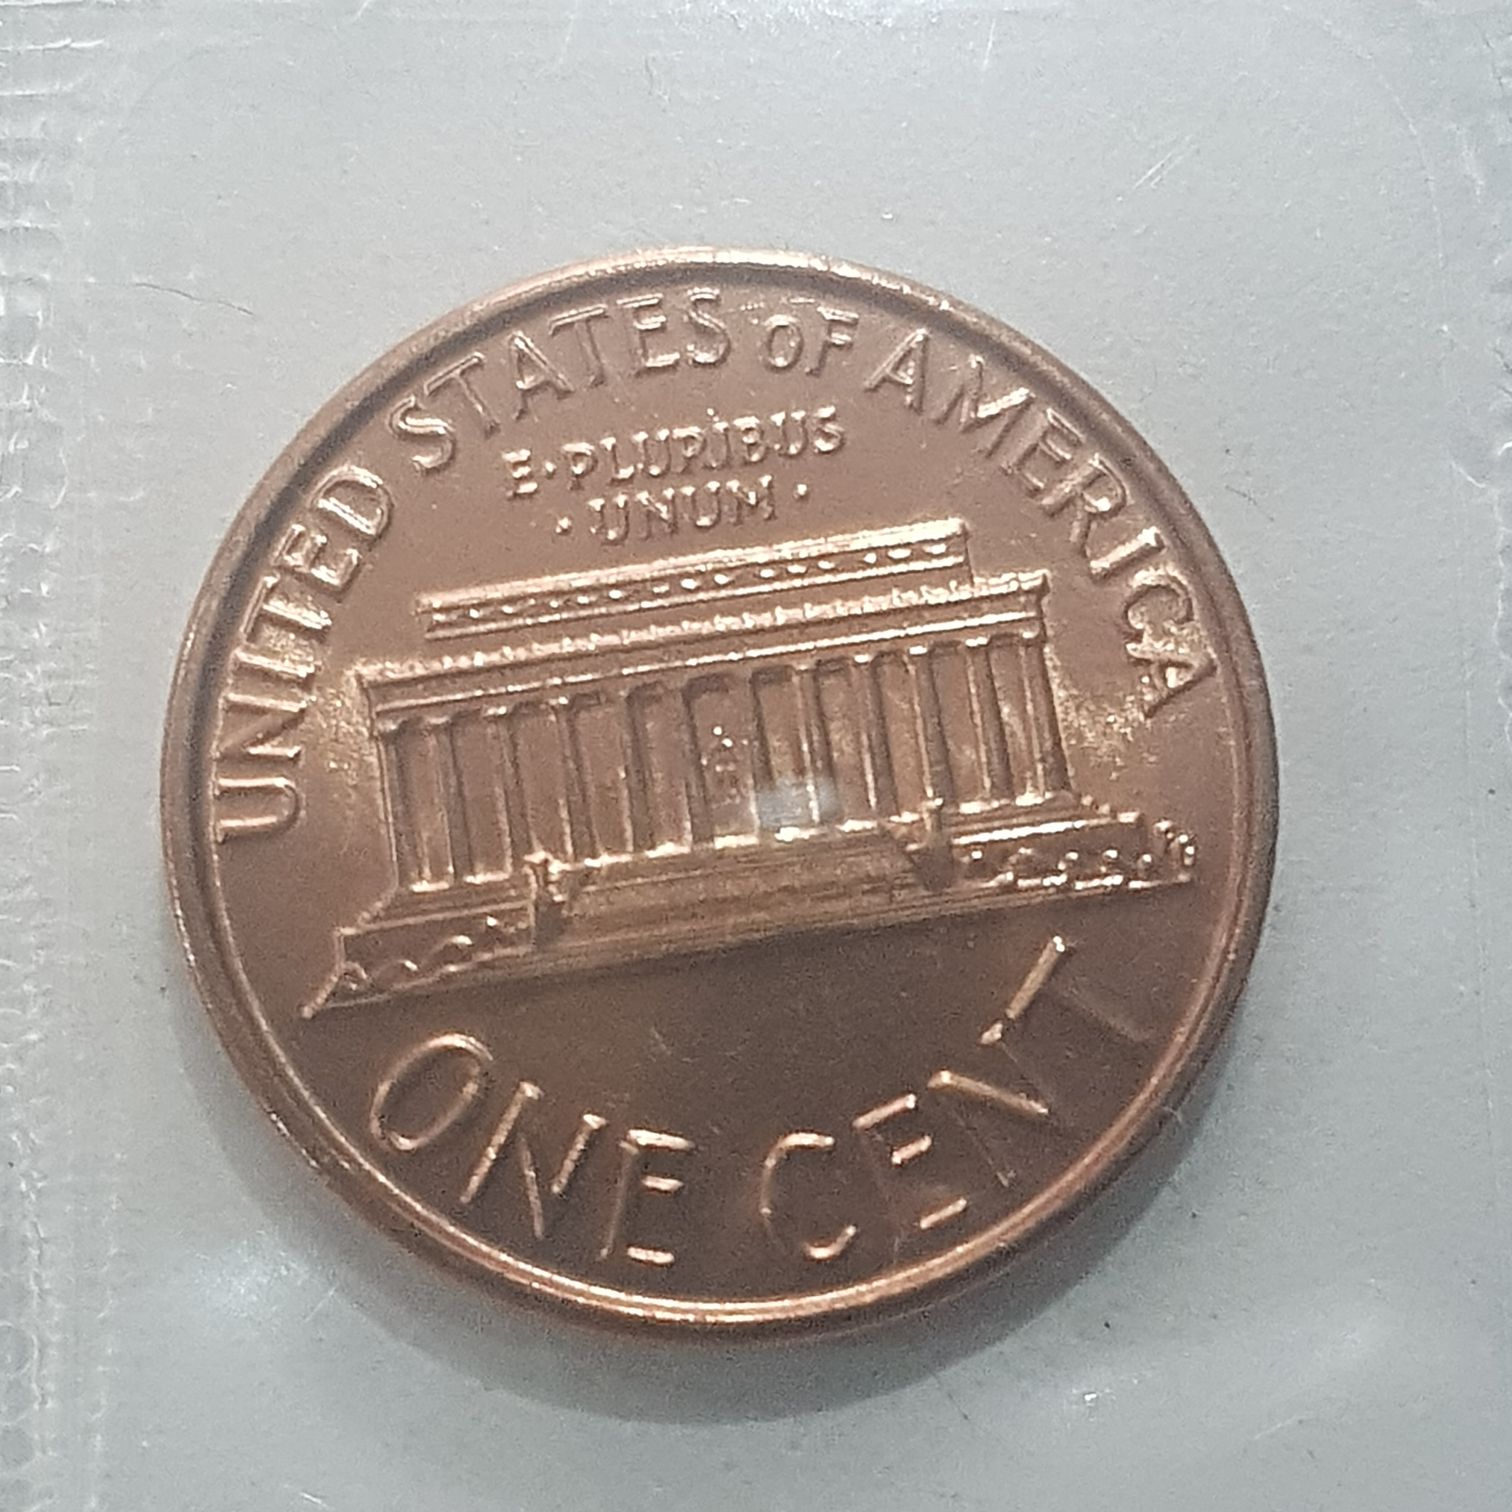 UNITED STATES OF AMERICA
E·PLURIBUS
·UNUM·
ONE CENT